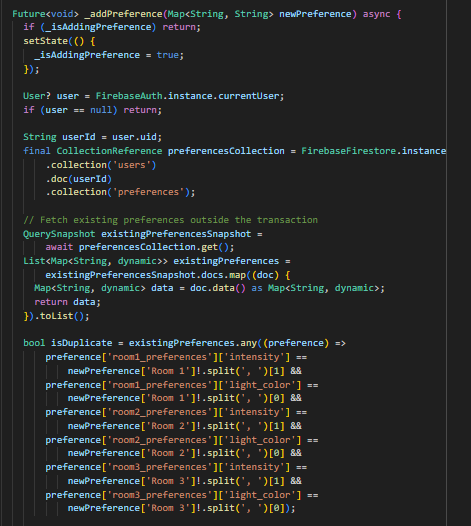 Future<void> _addPreference(Map<String, String> newPreference) async {
  if (_isAddingPreference) return;
  setState(() {
    _isAddingPreference = true;
  });

  User? user = FirebaseAuth.instance.currentUser;
  if (user == null) return;

  String userId = user.uid;
  final CollectionReference preferencesCollection = FirebaseFirestore.instance
      .collection('users')
      .doc(userId)
      .collection('preferences');

  // Fetch existing preferences outside the transaction
  QuerySnapshot existingPreferencesSnapshot =
      await preferencesCollection.get();
  List<Map<String, dynamic>> existingPreferences =
      existingPreferencesSnapshot.docs.map((doc) {
    Map<String, dynamic> data = doc.data() as Map<String, dynamic>;
    return data;
  }).toList();

  bool isDuplicate = existingPreferences.any((preference) =>
      preference['room1_preferences']['intensity'] ==
          newPreference['Room 1']!.split(', ')[1] &&
      preference['room1_preferences']['light_color'] ==
          newPreference['Room 1']!.split(', ')[0] &&
      preference['room2_preferences']['intensity'] ==
          newPreference['Room 2']!.split(', ')[1] &&
      preference['room2_preferences']['light_color'] ==
          newPreference['Room 2']!.split(', ')[0] &&
      preference['room3_preferences']['intensity'] ==
          newPreference['Room 3']!.split(', ')[1] &&
      preference['room3_preferences']['light_color'] ==
          newPreference['Room 3']!.split(', ')[0]);